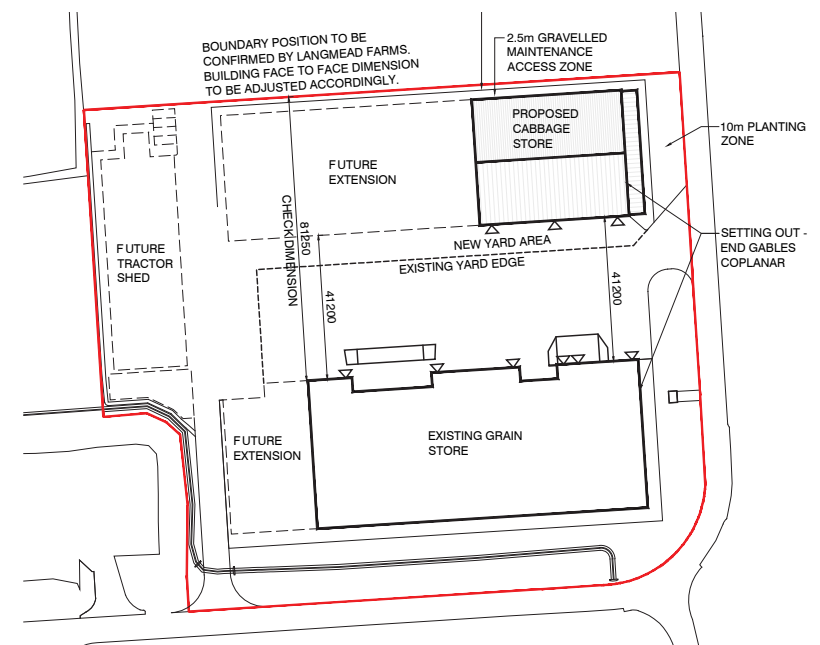 BOUNDARY POSITION TO BE
CONFIRMED BY LANGMEAD FARMS.
BUILDING FACE TO FACE DIMENSION
TO BE ADJUSTED ACCORDINGLY.
2.5m GRAVELLED
MAINTENANCE
ACCESS ZONE
PROPOSED
CABBAGE
STORE
10m PLANTING
ZONE
FUTURE
EXTENSION
81250
CHECK DIMENSION
FUTURE
TRACTOR
SHED
NEW YARD AREA
EXISTING YARD EDGE
SETTING OUT -
END GABLES
COPLANAR
41200
41200
FUTURE
EXTENSION
EXISTING GRAIN
STORE